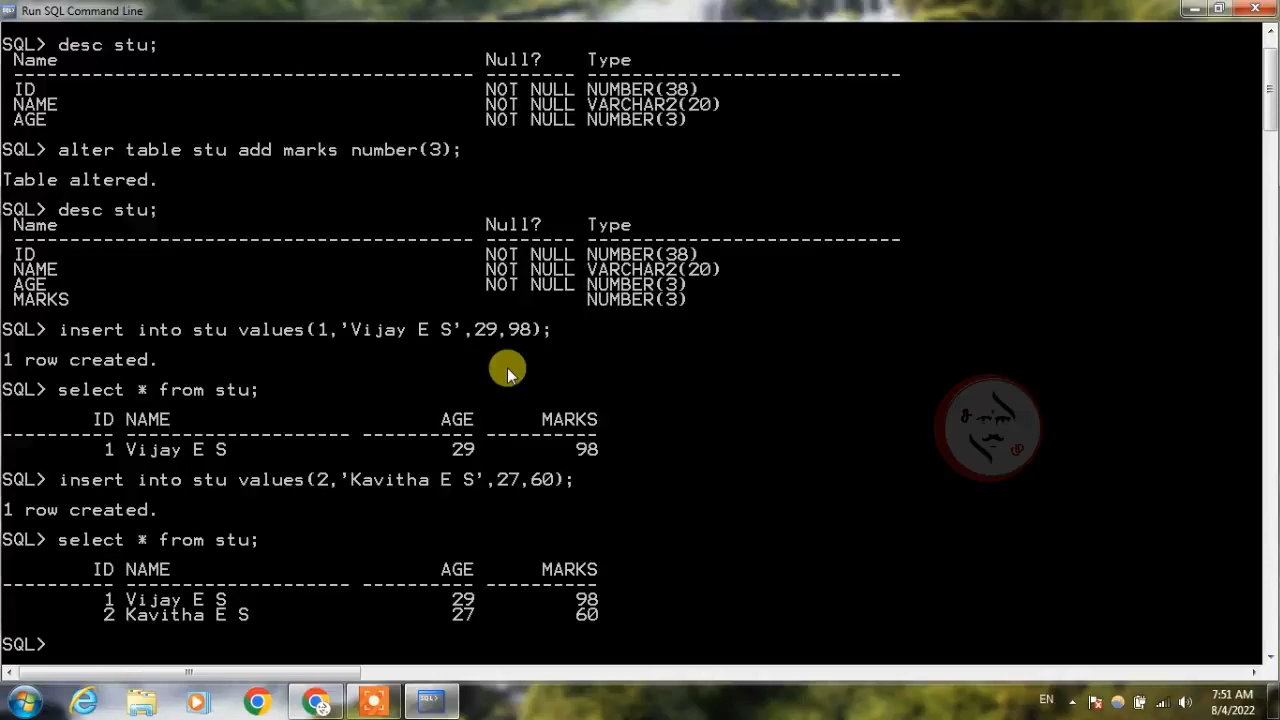 Run SQL Command Line
SQL> desc stu;
Name Null? Type
----------------------------------------- -------- ----------------------------
ID NOT NULL NUMBER(38)
NAME NOT NULL VARCHAR2(20)
AGE NOT NULL NUMBER(3)
SQL> alter table stu add marks number(3);
Table altered.
SQL> desc stu;
Name Null? Type
----------------------------------------- -------- ----------------------------
ID NOT NULL NUMBER(38)
NAME NOT NULL VARCHAR2(20)
AGE NOT NULL NUMBER(3)
MARKS NUMBER(3)
SQL> insert into stu values(1,'Vijay E S',29,98);
1 row created.
SQL> select * from stu;
ID NAME AGE MARKS
---------- -------------------- ---------- ----------
1 Vijay E S 29 98
SQL> insert into stu values(2,'Kavitha E S',27,60);
1 row created.
SQL> select * from stu;
ID NAME AGE MARKS
---------- -------------------- ---------- ----------
1 Vijay E S 29 98
2 Kavitha E S 27 60
SQL>
EN
7:51 AM
8/4/2022